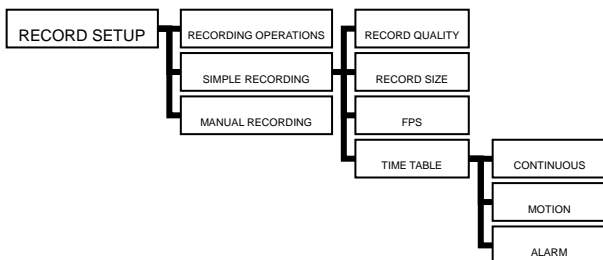 RECORD SETUP
RECORDING OPERATIONS
SIMPLE RECORDING
MANUAL RECORDING
RECORD QUALITY
RECORD SIZE
FPS
TIME TABLE
CONTINUOUS
MOTION
ALARM